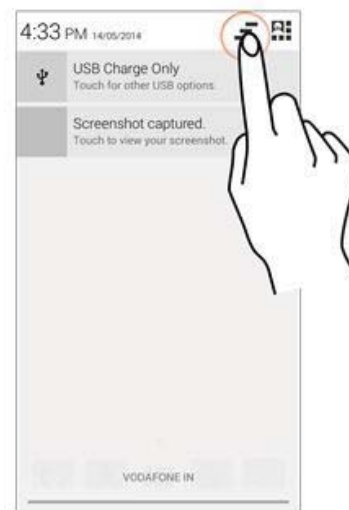 4:33 PM 14/05/2014
USB Charge Only
Touch for other USB options.
Screenshot captured.
Touch to view your screenshot.
VODAFONE IN